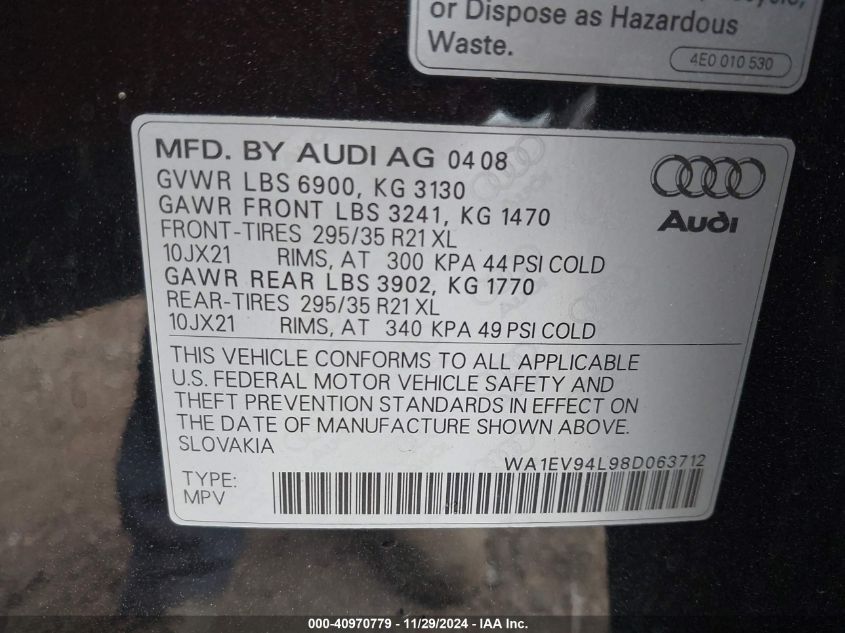 or Dispose as Hazardous
Waste.
4E0 010 530
MFD. BY AUDI AG 04 08
GVWR LBS 6900, KG 3130
GAWR FRONT LBS 3241, KG 1470
FRONT-TIRES 295/35 R21 XL
10JX21 RIMS, AT 300 KPA 44 PSI COLD
GAWR REAR LBS 3902, KG 1770
REAR-TIRES 295/35 R21 XL
10JX21 RIMS, AT 340 KPA 49 PSI COLD
Audi
THIS VEHICLE CONFORMS TO ALL APPLICABLE
U.S. FEDERAL MOTOR VEHICLE SAFETY AND
THEFT PREVENTION STANDARDS IN EFFECT ON
THE DATE OF MANUFACTURE SHOWN ABOVE.
SLOVAKIA
WA1EV94L98D063712
TYPE:
MPV
000-40970779 - 11/29/2024 - IAA Inc.